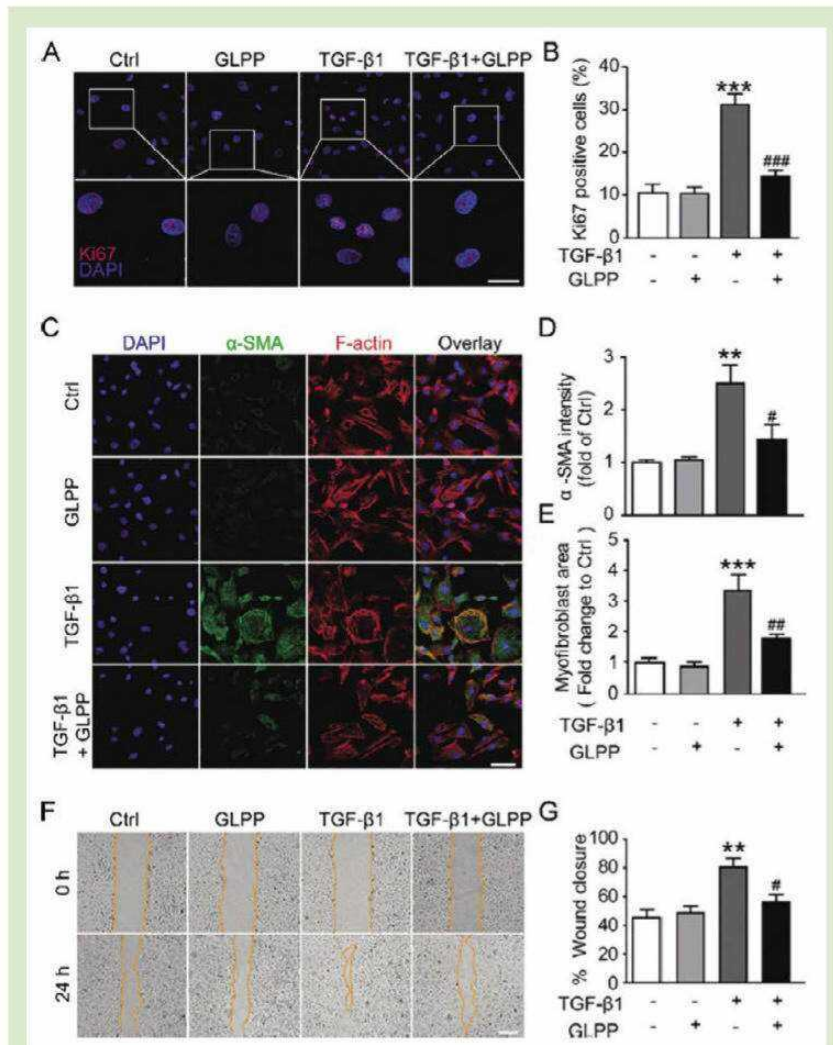 A
Ctrl GLPP TGF-β1 TGF-β1+GLPP
Ki67
DAPI
B
Ki67 positive cells (%)
40
30
20
10
0
***
###
TGF-β1 - - + +
GLPP - + - +
C
DAPI α-SMA F-actin Overlay
Ctrl
GLPP
TGF-β1
TGF-β1
+ GLPP
D
α -SMA intensity
(fold of Ctrl)
3
2
1
0
**
#
E
Myofibroblast area
( Fold change to Ctrl )
5
4
3
2
1
0
***
##
TGF-β1 - - + +
GLPP - + - +
F
Ctrl GLPP TGF-β1 TGF-β1+GLPP
0 h
24 h
G
% Wound closure
100
80
60
40
20
0
**
#
TGF-β1 - - + +
GLPP - + - +